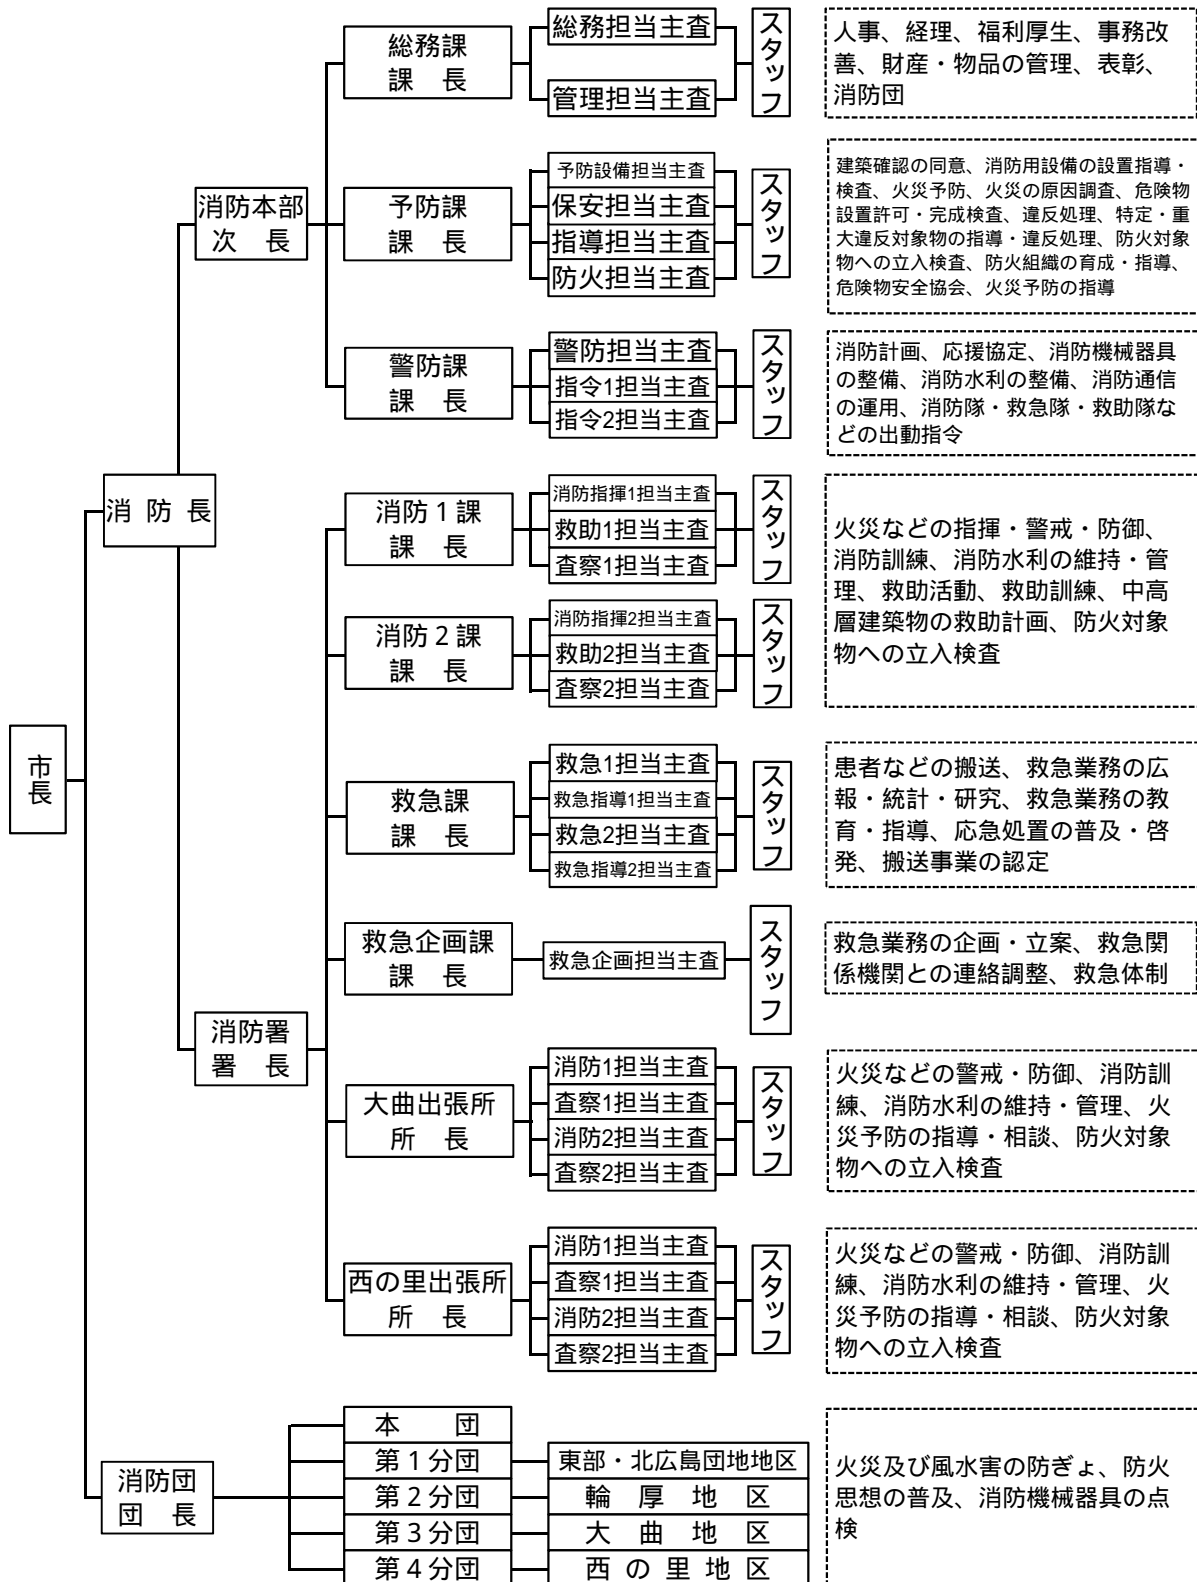 市長
消 防 長
消防本部
次 長
総務課
課 長
総務担当主査
管理担当主査
スタッフ
人事、経理、福利厚生、事務改
善、財産・物品の管理、表彰、
消防団
予防課
課 長
予防設備担当主査
保安担当主査
指導担当主査
防火担当主査
スタッフ
建築確認の同意、消防用設備の設置指導・
検査、火災予防、火災の原因調査、危険物
設置許可・完成検査、違反処理、特定・重
大違反対象物の指導・違反処理、防火対象
物への立入検査、防火組織の育成・指導、
危険物安全協会、火災予防の指導
警防課
課 長
警防担当主査
指令1担当主査
指令2担当主査
スタッフ
消防計画、応援協定、消防機械器具
の整備、消防水利の整備、消防通信
の運用、消防隊・救急隊・救助隊な
どの出動指令
消防署
署 長
消防1課
課 長
消防指揮1担当主査
救助1担当主査
査察1担当主査
スタッフ
消防2課
課 長
消防指揮2担当主査
救助2担当主査
査察2担当主査
スタッフ
火災などの指揮・警戒・防御、
消防訓練、消防水利の維持・管
理、救助活動、救助訓練、中高
層建築物の救助計画、防火対象
物への立入検査
救急課
課 長
救急1担当主査
救急指導1担当主査
救急2担当主査
救急指導2担当主査
スタッフ
患者などの搬送、救急業務の広
報・統計・研究、救急業務の教
育・指導、応急処置の普及・啓
発、搬送事業の認定
救急企画課
課 長
救急企画担当主査
スタッフ
救急業務の企画・立案、救急関
係機関との連絡調整、救急体制
大曲出張所
所 長
消防1担当主査
査察1担当主査
消防2担当主査
査察2担当主査
スタッフ
火災などの警戒・防御、消防訓
練、消防水利の維持・管理、火
災予防の指導・相談、防火対象
物への立入検査
西の里出張所
所 長
消防1担当主査
査察1担当主査
消防2担当主査
査察2担当主査
スタッフ
火災などの警戒・防御、消防訓
練、消防水利の維持・管理、火
災予防の指導・相談、防火対象
物への立入検査
消防団
団 長
本 団
第1分団
東部・北広島団地地区
第2分団
輪 厚 地 区
第3分団
大 曲 地 区
第4分団
西 の 里 地 区
火災及び風水害の防ぎょ、防火
思想の普及、消防機械器具の点
検